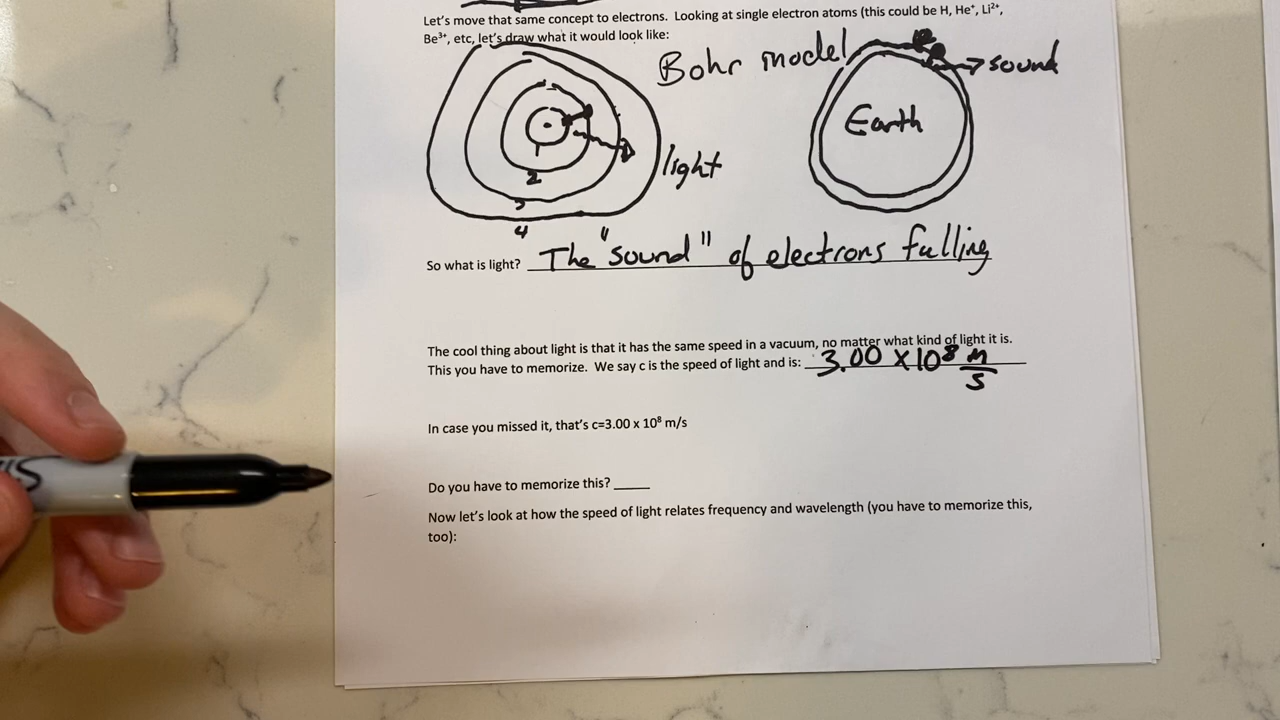 Let's move that same concept to electrons. Looking at single electron atoms (this could be H, He⁺, Li²⁺,
Be³⁺, etc, let's draw what it would look like:
Bohr model
sound
Earth
light
1
2
3
4
So what is light? The "sound" of electrons falling
The cool thing about light is that it has the same speed in a vacuum, no matter what kind of light it is.
This you have to memorize. We say c is the speed of light and is: 3.00 x 10⁸ m/s
In case you missed it, that's c=3.00 x 10⁸ m/s
Do you have to memorize this? _____
Now let's look at how the speed of light relates frequency and wavelength (you have to memorize this,
too):